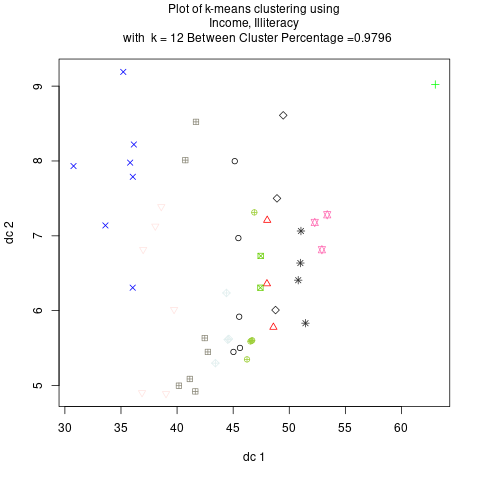 Plot of k-means clustering using
Income, Illiteracy
with k = 12 Between Cluster Percentage =0.9796
9
8
7
6
5
dc 2
30 35 40 45 50 55 60
dc 1